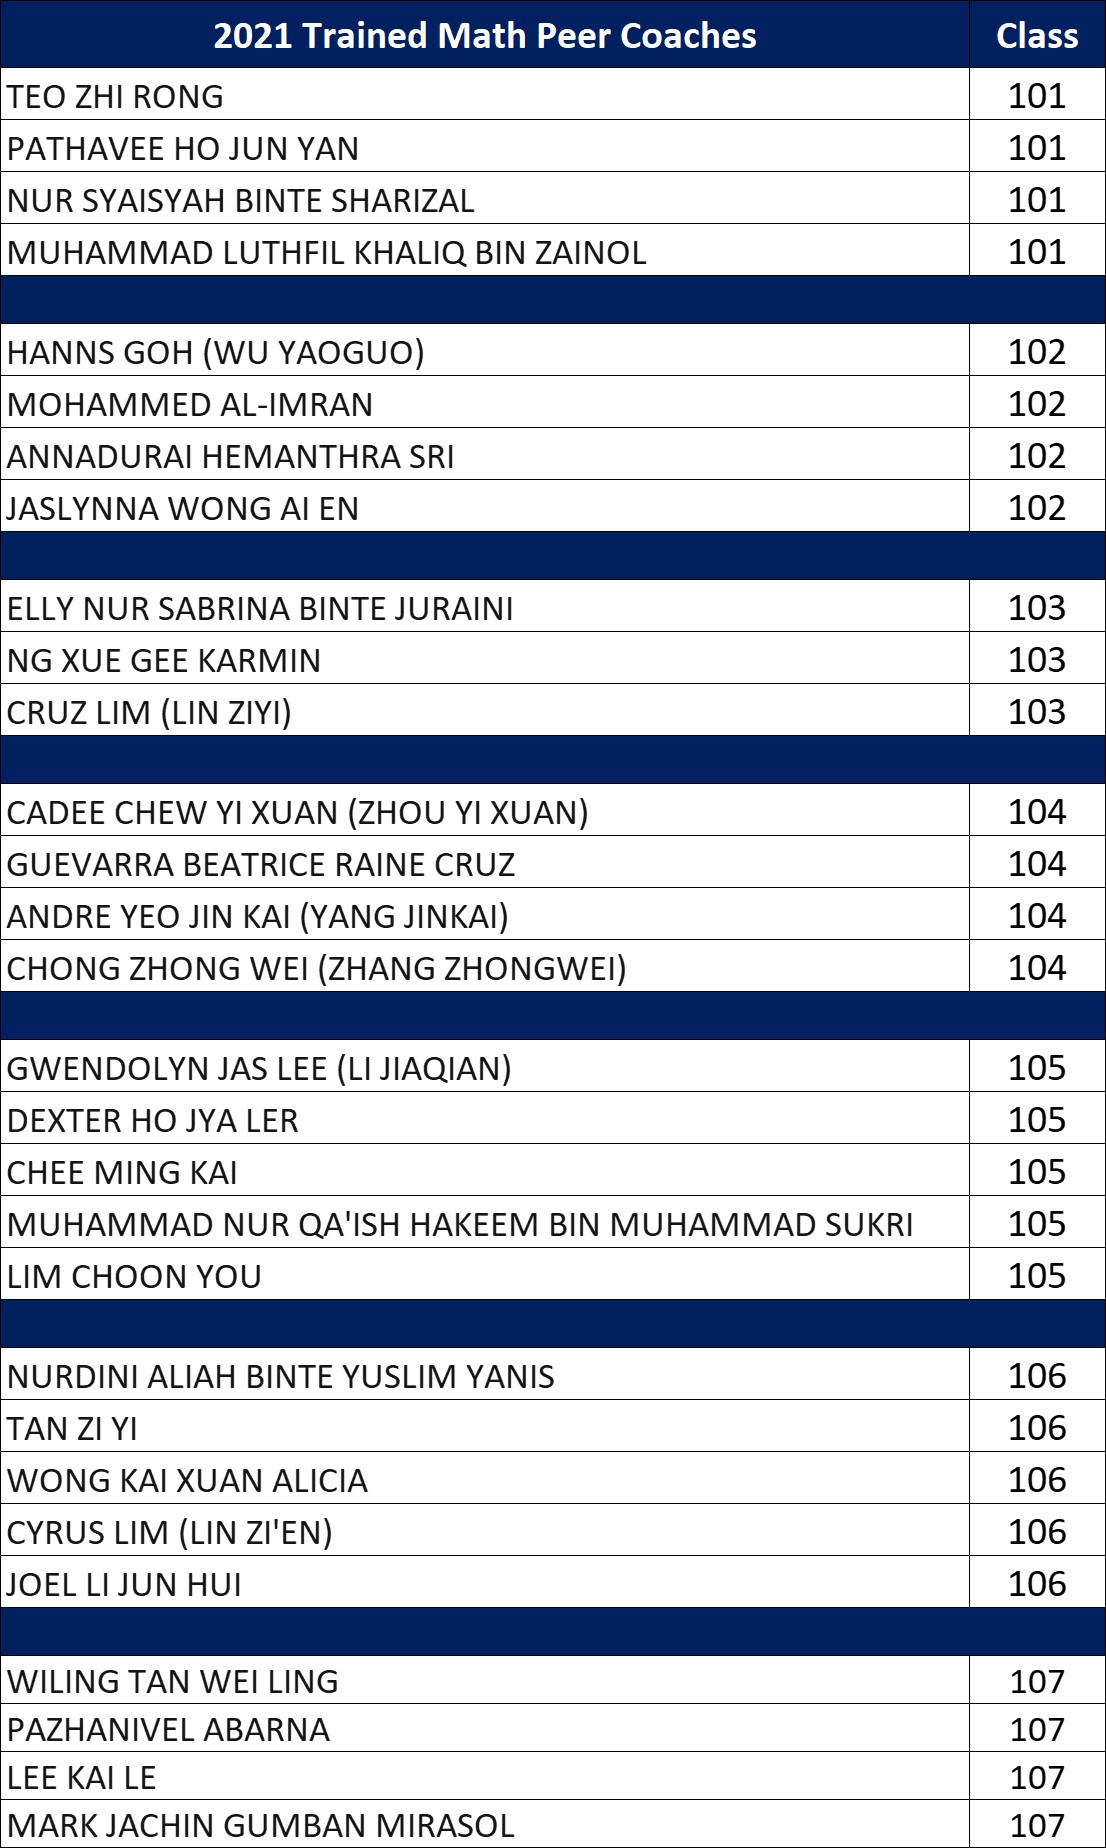 2021 Trained Math Peer Coaches Class
TEO ZHI RONG 101
PATHAVEE HO JUN YAN 101
NUR SYAISYAH BINTE SHARIZAL 101
MUHAMMAD LUTHFIL KHALIQ BIN ZAINOL 101
HANNS GOH (WU YAOGUO) 102
MOHAMMED AL-IMRAN 102
ANNADURAI HEMANTHRA SRI 102
JASLYNNA WONG AI EN 102
ELLY NUR SABRINA BINTE JURAINI 103
NG XUE GEE KARMIN 103
CRUZ LIM (LIN ZIYI) 103
CADEE CHEW YI XUAN (ZHOU YI XUAN) 104
GUEVARRA BEATRICE RAINE CRUZ 104
ANDRE YEO JIN KAI (YANG JINKAI) 104
CHONG ZHONG WEI (ZHANG ZHONGWEI) 104
GWENDOLYN JAS LEE (LI JIAQIAN) 105
DEXTER HO JYA LER 105
CHEE MING KAI 105
MUHAMMAD NUR QA'ISH HAKEEM BIN MUHAMMAD SUKRI 105
LIM CHOON YOU 105
NURDINI ALIAH BINTE YUSLIM YANIS 106
TAN ZI YI 106
WONG KAI XUAN ALICIA 106
CYRUS LIM (LIN ZI'EN) 106
JOEL LI JUN HUI 106
WILING TAN WEI LING 107
PAZHANIVEL ABARNA 107
LEE KAI LE 107
MARK JACHIN GUMBAN MIRASOL 107